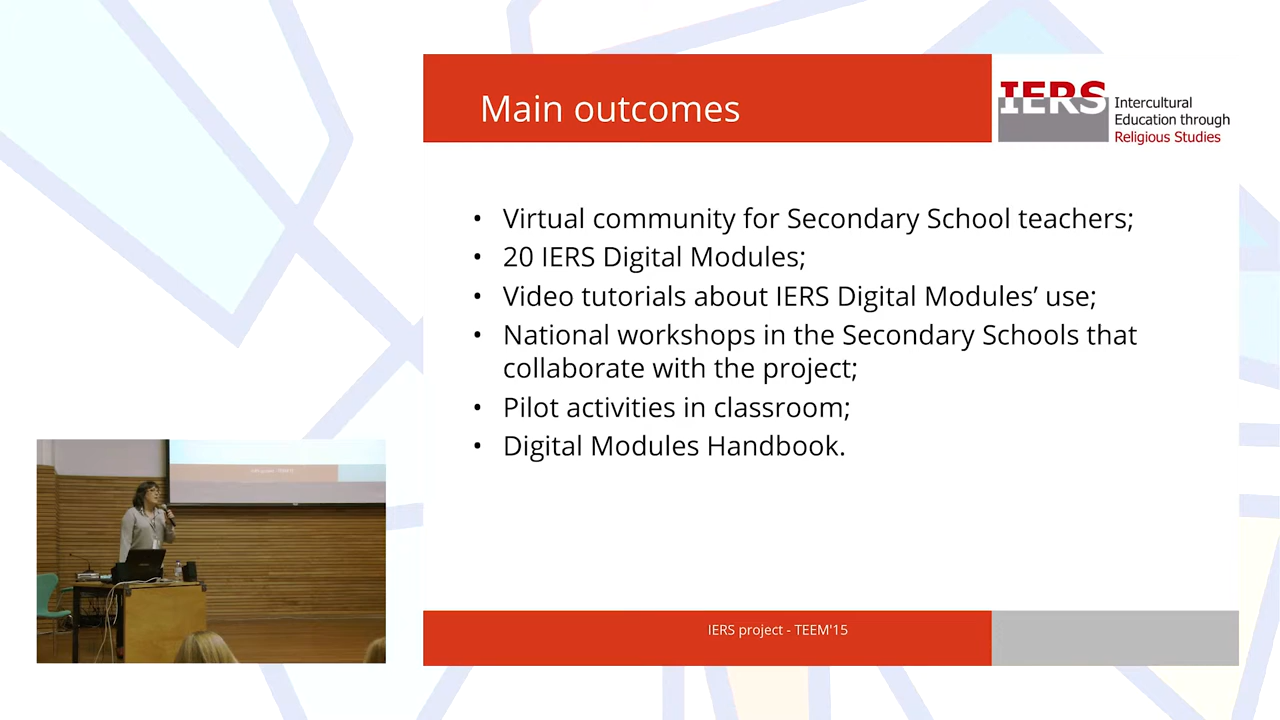 Main outcomes
IERS
Intercultural
Education through
Religious Studies
• Virtual community for Secondary School teachers;
• 20 IERS Digital Modules;
• Video tutorials about IERS Digital Modules’ use;
• National workshops in the Secondary Schools that
collaborate with the project;
• Pilot activities in classroom;
• Digital Modules Handbook.
IERS project - TEEM'15